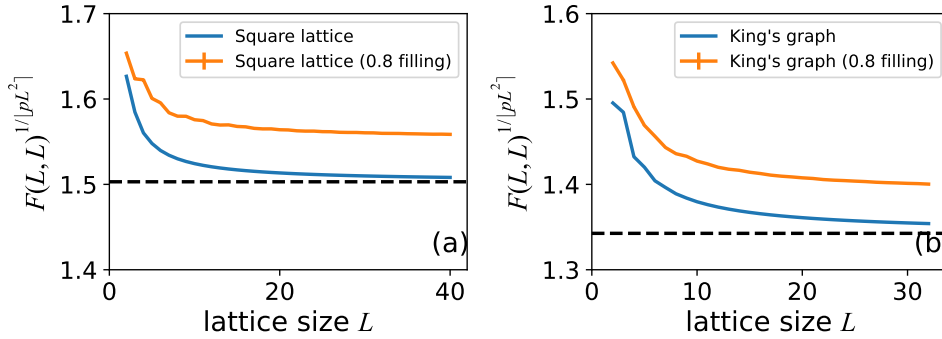 1.7
1.6
1.5
1.4
0
20
40
F(L, L)^{1/⌊pL^2⌉}
lattice size L
Square lattice
Square lattice (0.8 filling)
(a)
1.6
1.5
1.4
1.3
0
10
20
30
F(L, L)^{1/⌊pL^2⌉}
lattice size L
King's graph
King's graph (0.8 filling)
(b